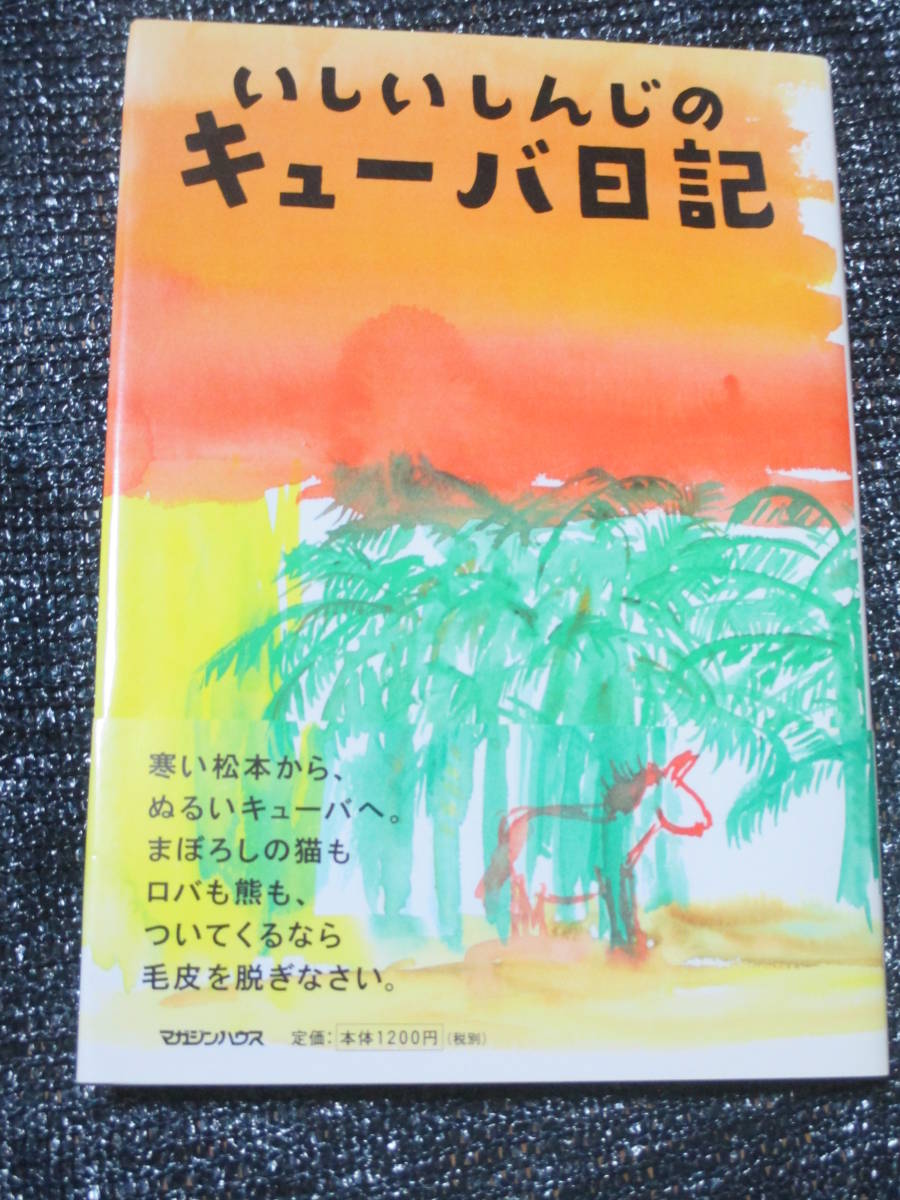 いしいしんじの
キューバ日記
寒い松本から、
ぬるいキューバへ。
まぼろしの猫も
ロバも熊も、
ついてくるなら
毛皮を脱ぎなさい。
マガジンハウス 定価：本体1200円（税別）